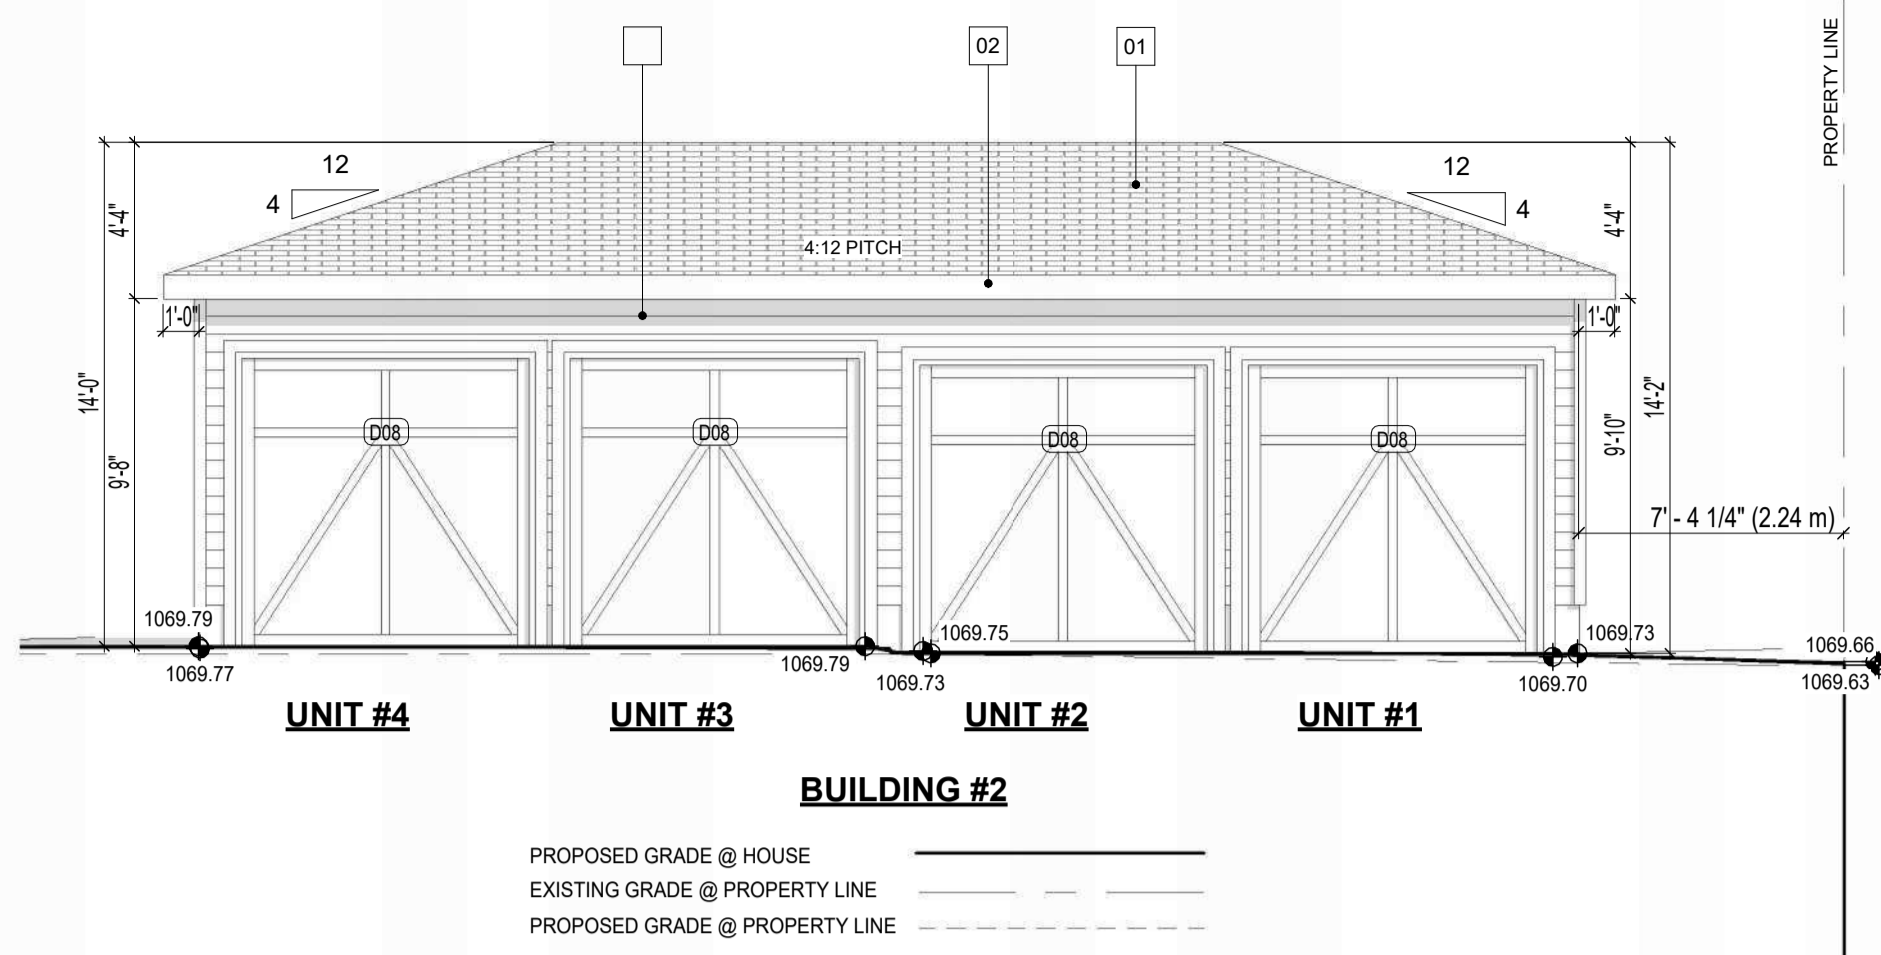 02
01
PROPERTY LINE
12
4
12
4
4'-4"
4'-4"
4:12 PITCH
1'-0"
1'-0"
14'-0"
9'-8"
14'-2"
9'-10"
D08
D08
D08
D08
7' - 4 1/4" (2.24 m)
1069.79
1069.75
1069.73
1069.66
1069.77
1069.79
1069.73
1069.70
1069.63
UNIT #4
UNIT #3
UNIT #2
UNIT #1
BUILDING #2
PROPOSED GRADE @ HOUSE
EXISTING GRADE @ PROPERTY LINE
PROPOSED GRADE @ PROPERTY LINE